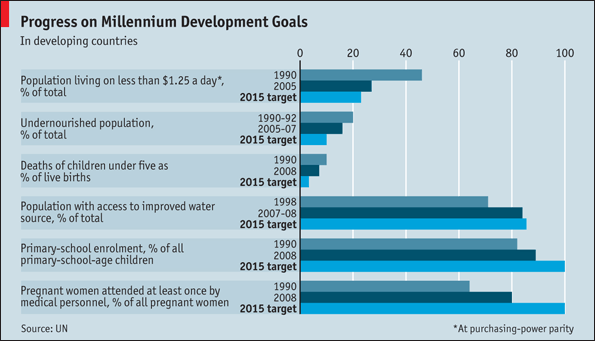 Progress on Millennium Development Goals
In developing countries
0 20 40 60 80 100
Population living on less than $1.25 a day*,
% of total
1990
2005
2015 target
Undernourished population,
% of total
1990-92
2005-07
2015 target
Deaths of children under five as
% of live births
1990
2008
2015 target
Population with access to improved water
source, % of total
1998
2007-08
2015 target
Primary-school enrolment, % of all
primary-school-age children
1990
2008
2015 target
Pregnant women attended at least once by
medical personnel, % of all pregnant women
1990
2008
2015 target
Source: UN
*At purchasing-power parity